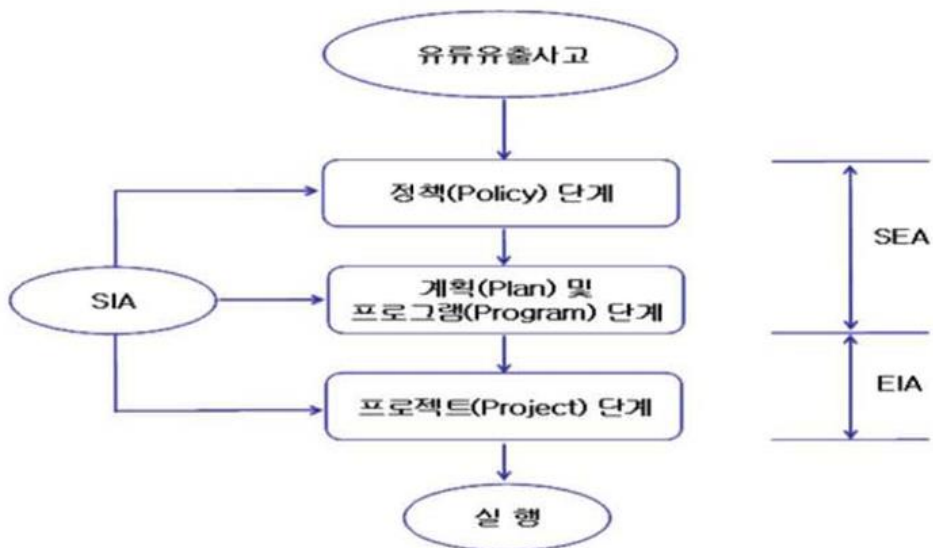 유류유출사고
정책(Policy) 단계
SEA
SIA
계획(Plan) 및
프로그램(Program) 단계
EIA
프로젝트(Project) 단계
실 행